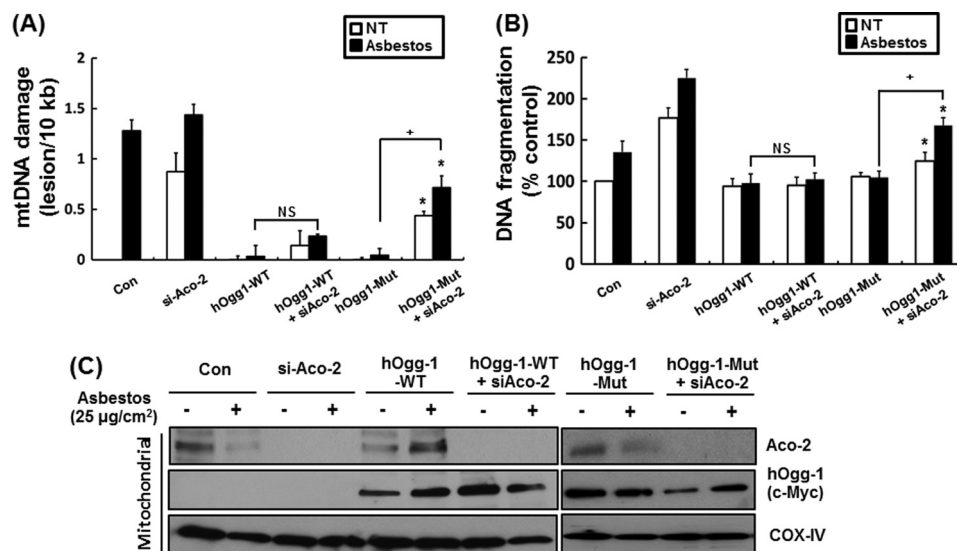 (A)
NT
Asbestos
mtDNA damage
(lesion/10 kb)
2
1.5
1
0.5
0
NS
+
*
*
Con
si-Aco-2
hOgg1-WT
hOgg1-WT
+ siAco-2
hOgg1-Mut
hOgg1-Mut
+ siAco-2
(B)
NT
Asbestos
DNA fragmentation
(% control)
250
200
150
100
50
0
NS
+
*
*
Con
si-Aco-2
hOgg1-WT
hOgg1-WT
+ siAco-2
hOgg1-Mut
hOgg1-Mut
+ siAco-2
(C)
Con
si-Aco-2
hOgg-1
-WT
hOgg-1-WT
+ siAco-2
hOgg-1
-Mut
hOgg-1-Mut
+ siAco-2
Asbestos
(25 µg/cm²)
- + - + - + - + - + - +
Mitochondrial
Aco-2
hOgg-1
(c-Myc)
COX-IV